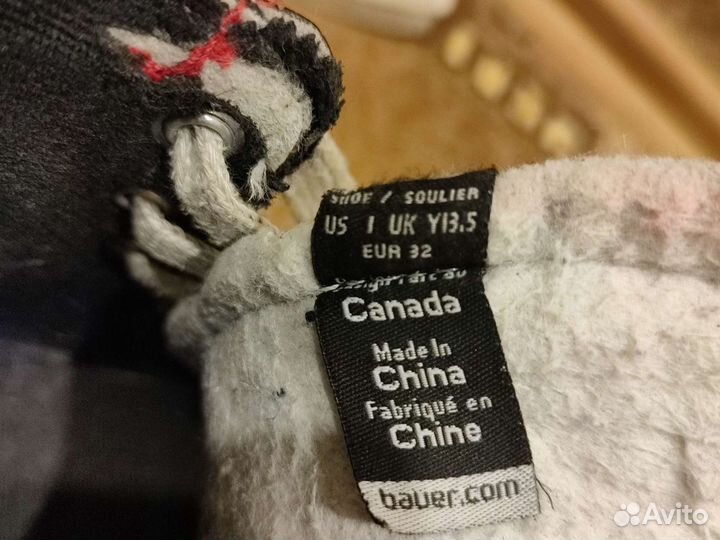 SHOE / SOULIER
US 1 UK Y13.5
EUR 32
Canada
Made In
China
Fabriqué en
Chine
bauer.com
Avito